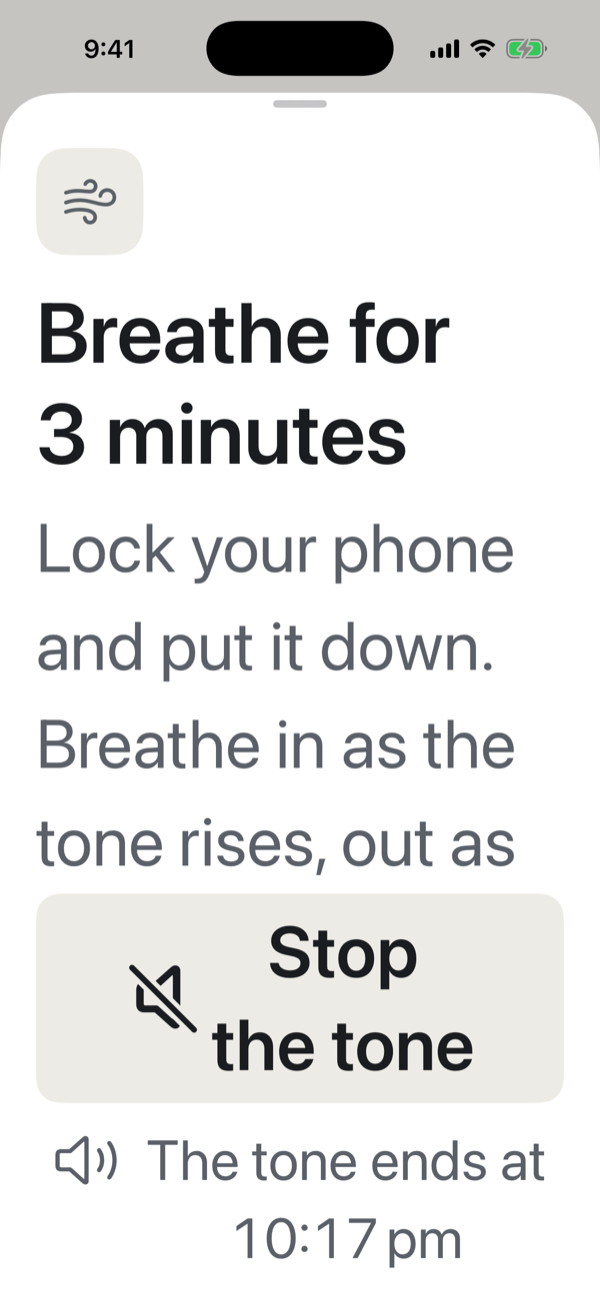 9:41
Breathe for
3 minutes
Lock your phone
and put it down.
Breathe in as the
tone rises, out as
Stop
the tone
The tone ends at
10:17 pm